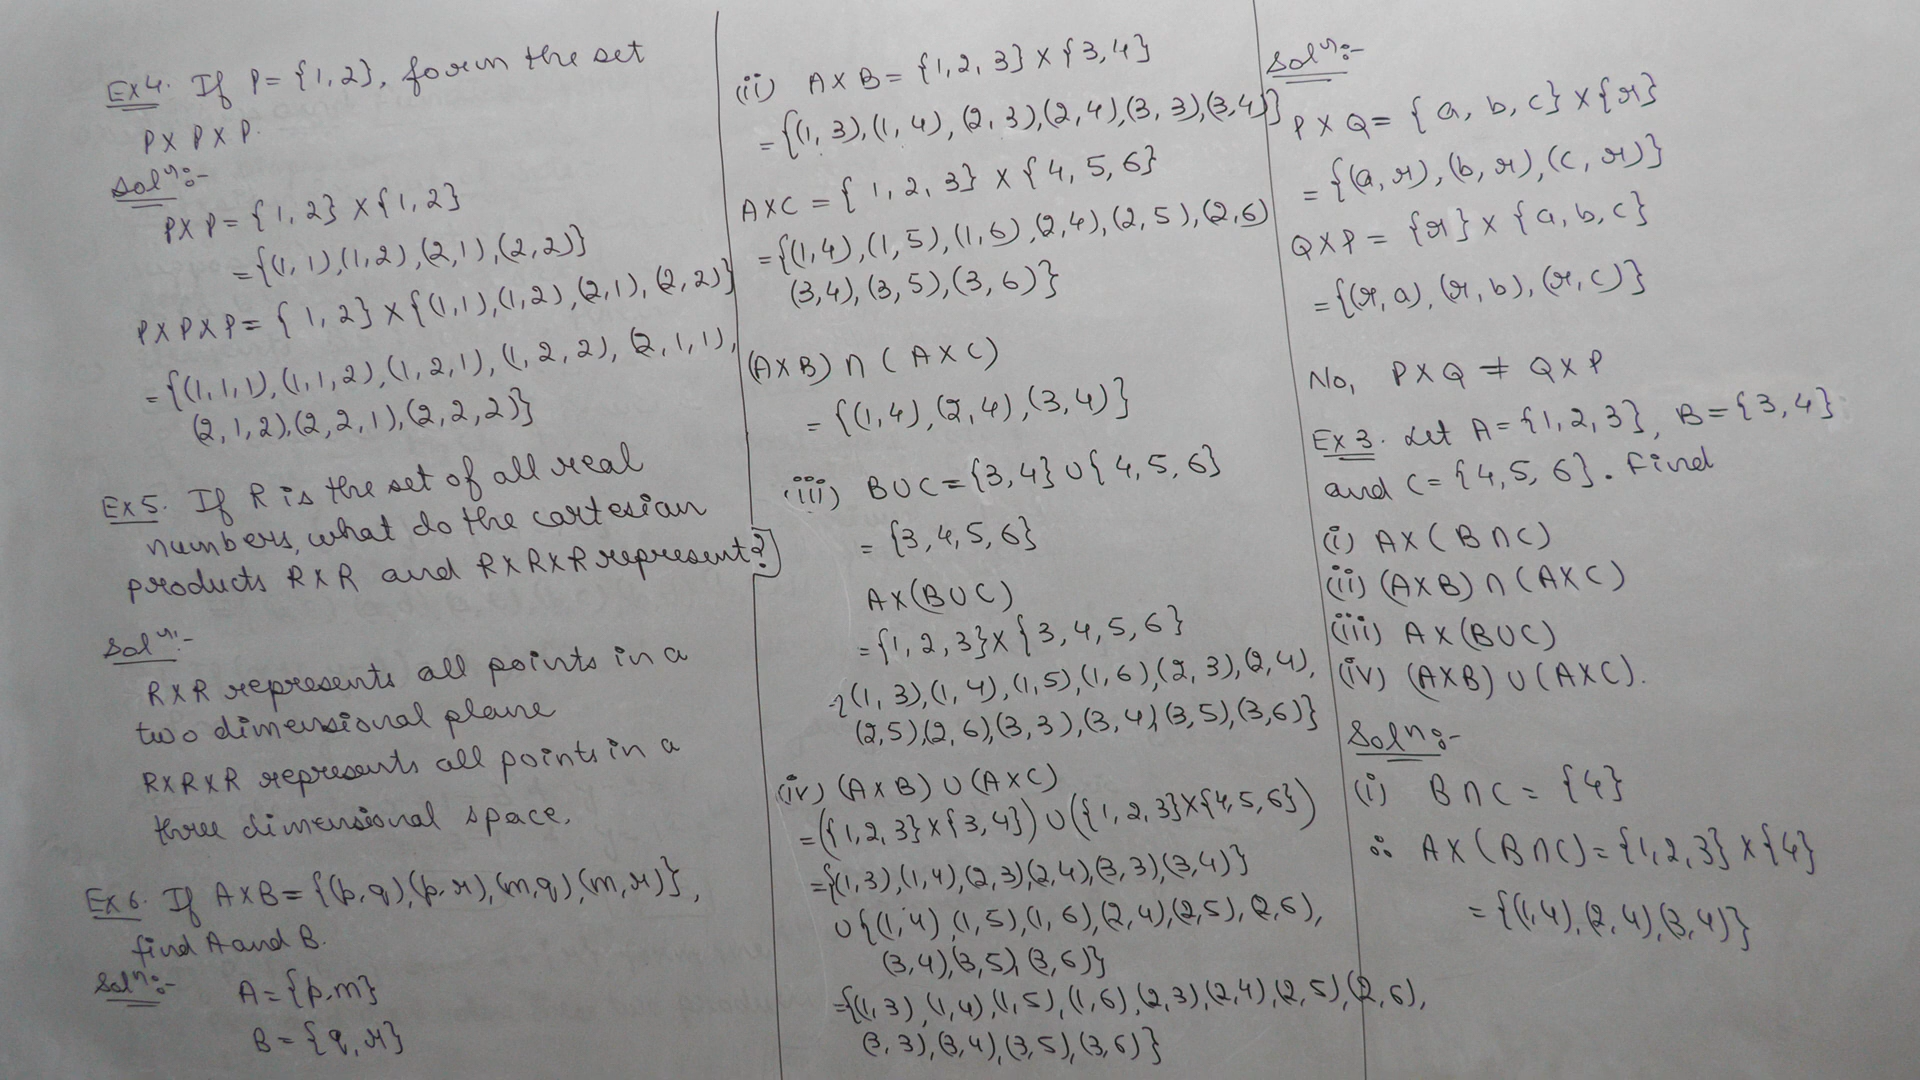 Ex4. If P = {1,2}, form the set
P X P X P.
Solⁿ:-
P X P = {1,2} X {1,2}
= {(1,1),(1,2),(2,1),(2,2)}
P X P X P = {1,2} X {(1,1),(1,2),(2,1),(2,2)}
= {(1,1,1),(1,1,2),(1,2,1),(1,2,2),(2,1,1),
(2,1,2),(2,2,1),(2,2,2)}
Ex5. If R is the set of all real
numbers, what do the cartesian
products R X R and R X R X R represent?
Solⁿ:-
R X R represents all points in a
two dimensional plane
R X R X R represents all points in a
three dimensional space.
Ex6. If A X B = {(p,q),(p,r),(m,q),(m,r)},
find A and B.
Solⁿ:-
A = {p,m}
B = {q,r}
(ii) A X B = {1,2,3} X {3,4}
= {(1,3),(1,4),(2,3),(2,4),(3,3),(3,4)}
A X C = {1,2,3} X {4,5,6}
= {(1,4),(1,5),(1,6),(2,4),(2,5),(2,6)
(3,4),(3,5),(3,6)}
(A X B) ∩ (A X C)
= {(1,4),(2,4),(3,4)}
(iii) B ∪ C = {3,4} ∪ {4,5,6}
= {3,4,5,6}
A X (B ∪ C)
= {1,2,3} X {3,4,5,6}
{(1,3),(1,4),(1,5),(1,6),(2,3),(2,4),
(2,5),(2,6),(3,3),(3,4),(3,5),(3,6)}
(iv) (A X B) ∪ (A X C)
= ({1,2,3} X {3,4}) ∪ ({1,2,3} X {4,5,6})
= {(1,3),(1,4),(2,3),(2,4),(3,3),(3,4)}
∪ {(1,4),(1,5),(1,6),(2,4),(2,5),(2,6),
(3,4),(3,5),(3,6)}
= {(1,3),(1,4),(1,5),(1,6),(2,3),(2,4),(2,5),(2,6),
(3,3),(3,4),(3,5),(3,6)}
Solⁿ:-
P X Q = {a,b,c} X {r}
= {(a,r),(b,r),(c,r)}
Q X P = {r} X {a,b,c}
= {(r,a),(r,b),(r,c)}
No, P X Q ≠ Q X P
Ex 3. Let A = {1,2,3}, B = {3,4}
and C = {4,5,6}. Find
(i) A X (B ∩ C)
(ii) (A X B) ∩ (A X C)
(iii) A X (B ∪ C)
(iv) (A X B) ∪ (A X C).
Solⁿ:-
(i) B ∩ C = {4}
∴ A X (B ∩ C) = {1,2,3} X {4}
= {(1,4),(2,4),(3,4)}